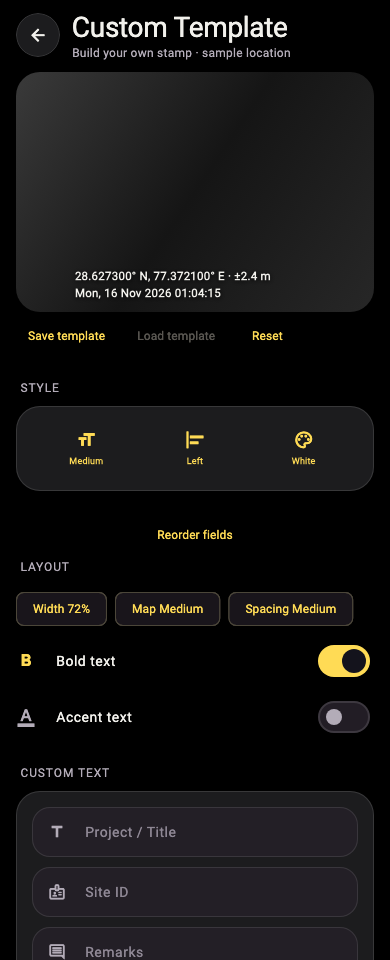 Custom Template
Build your own stamp · sample location
28.627300° N, 77.372100° E · ±2.4 m
Mon, 16 Nov 2026 01:04:15
Save template
Load template
Reset
STYLE
Medium
Left
White
Reorder fields
LAYOUT
Width 72%
Map Medium
Spacing Medium
B Bold text
A Accent text
CUSTOM TEXT
T Project / Title
Site ID
Remarks